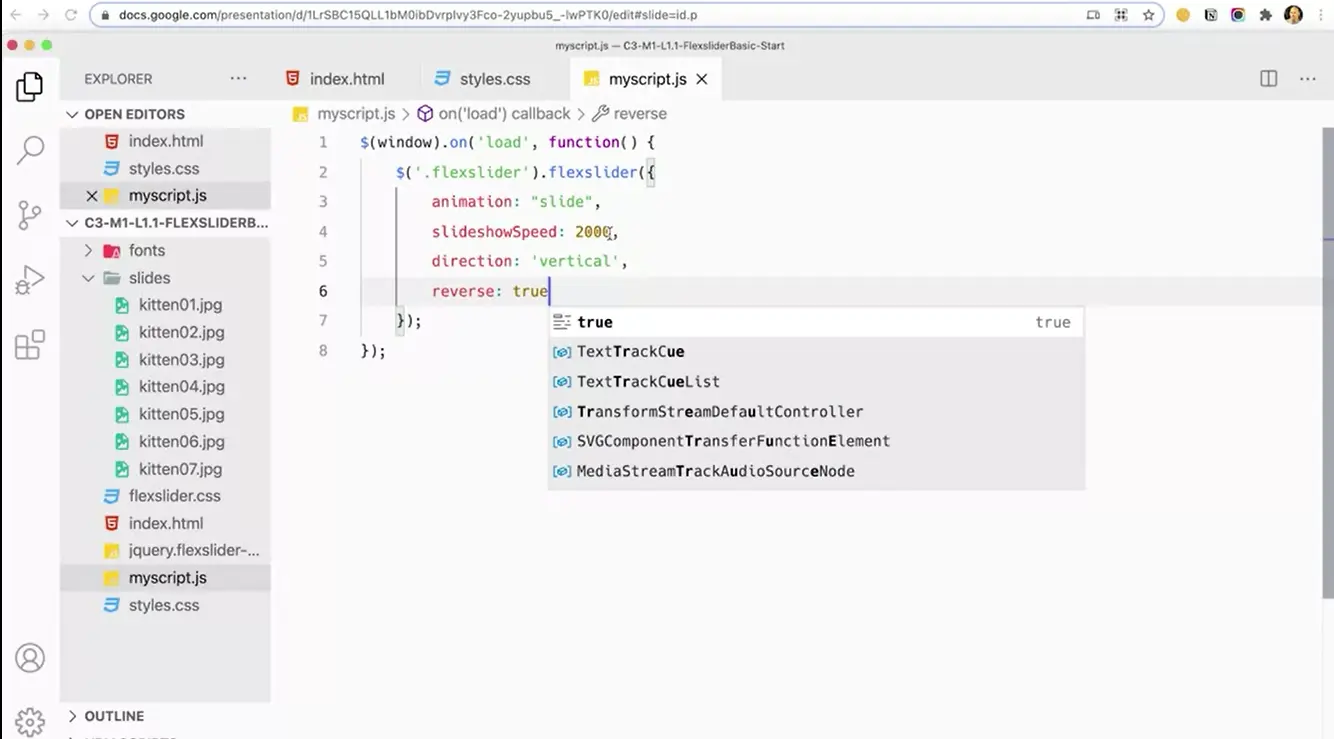 docs.google.com/presentation/d/1LrSBC15QLL1bM0ibDvrplvy3Fco-2yupbu5_-lwPTK0/edit#slide=id.p
myscript.js — C3-M1-L1.1-FlexsliderBasic-Start
EXPLORER
index.html
styles.css
myscript.js
OPEN EDITORS
index.html
styles.css
myscript.js
C3-M1-L1.1-FLEXSLIDERB...
fonts
slides
kitten01.jpg
kitten02.jpg
kitten03.jpg
kitten04.jpg
kitten05.jpg
kitten06.jpg
kitten07.jpg
flexslider.css
index.html
jquery.flexslider-...
myscript.js
styles.css
OUTLINE
myscript.js > on('load') callback > reverse
1 $(window).on('load', function() {
2 $('.flexslider').flexslider({
3 animation: "slide",
4 slideshowSpeed: 2000,
5 direction: 'vertical',
6 reverse: true
7 });
8 });
true true
TextTrackCue
TextTrackCueList
TransformStreamDefaultController
SVGComponentTransferFunctionElement
MediaStreamTrackAudioSourceNode